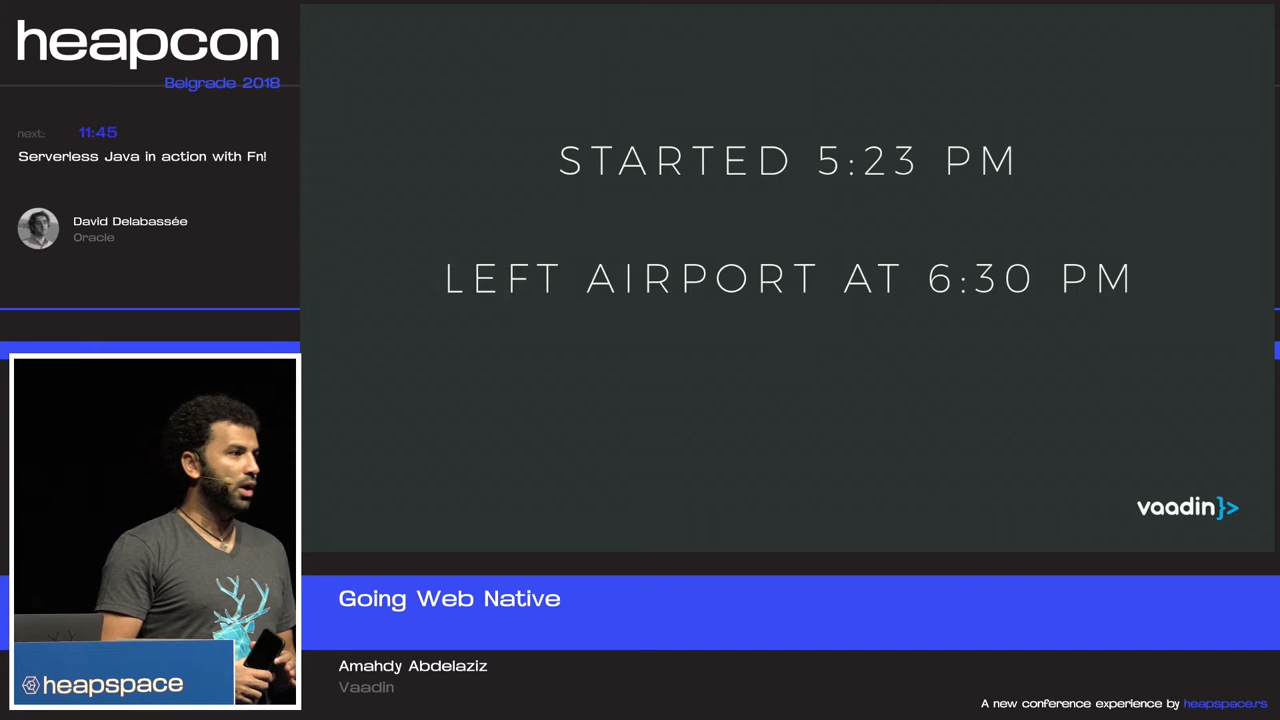 heapcon
Belgrade 2018
next: 11:45
Serverless Java in action with Fn!
David Delabassée
Oracle
STARTED 5:23 PM
LEFT AIRPORT AT 6:30 PM
vaadin}>
heapspace
Going Web Native
Amahdy Abdelaziz
Vaadin
A new conference experience by heapspace.rs